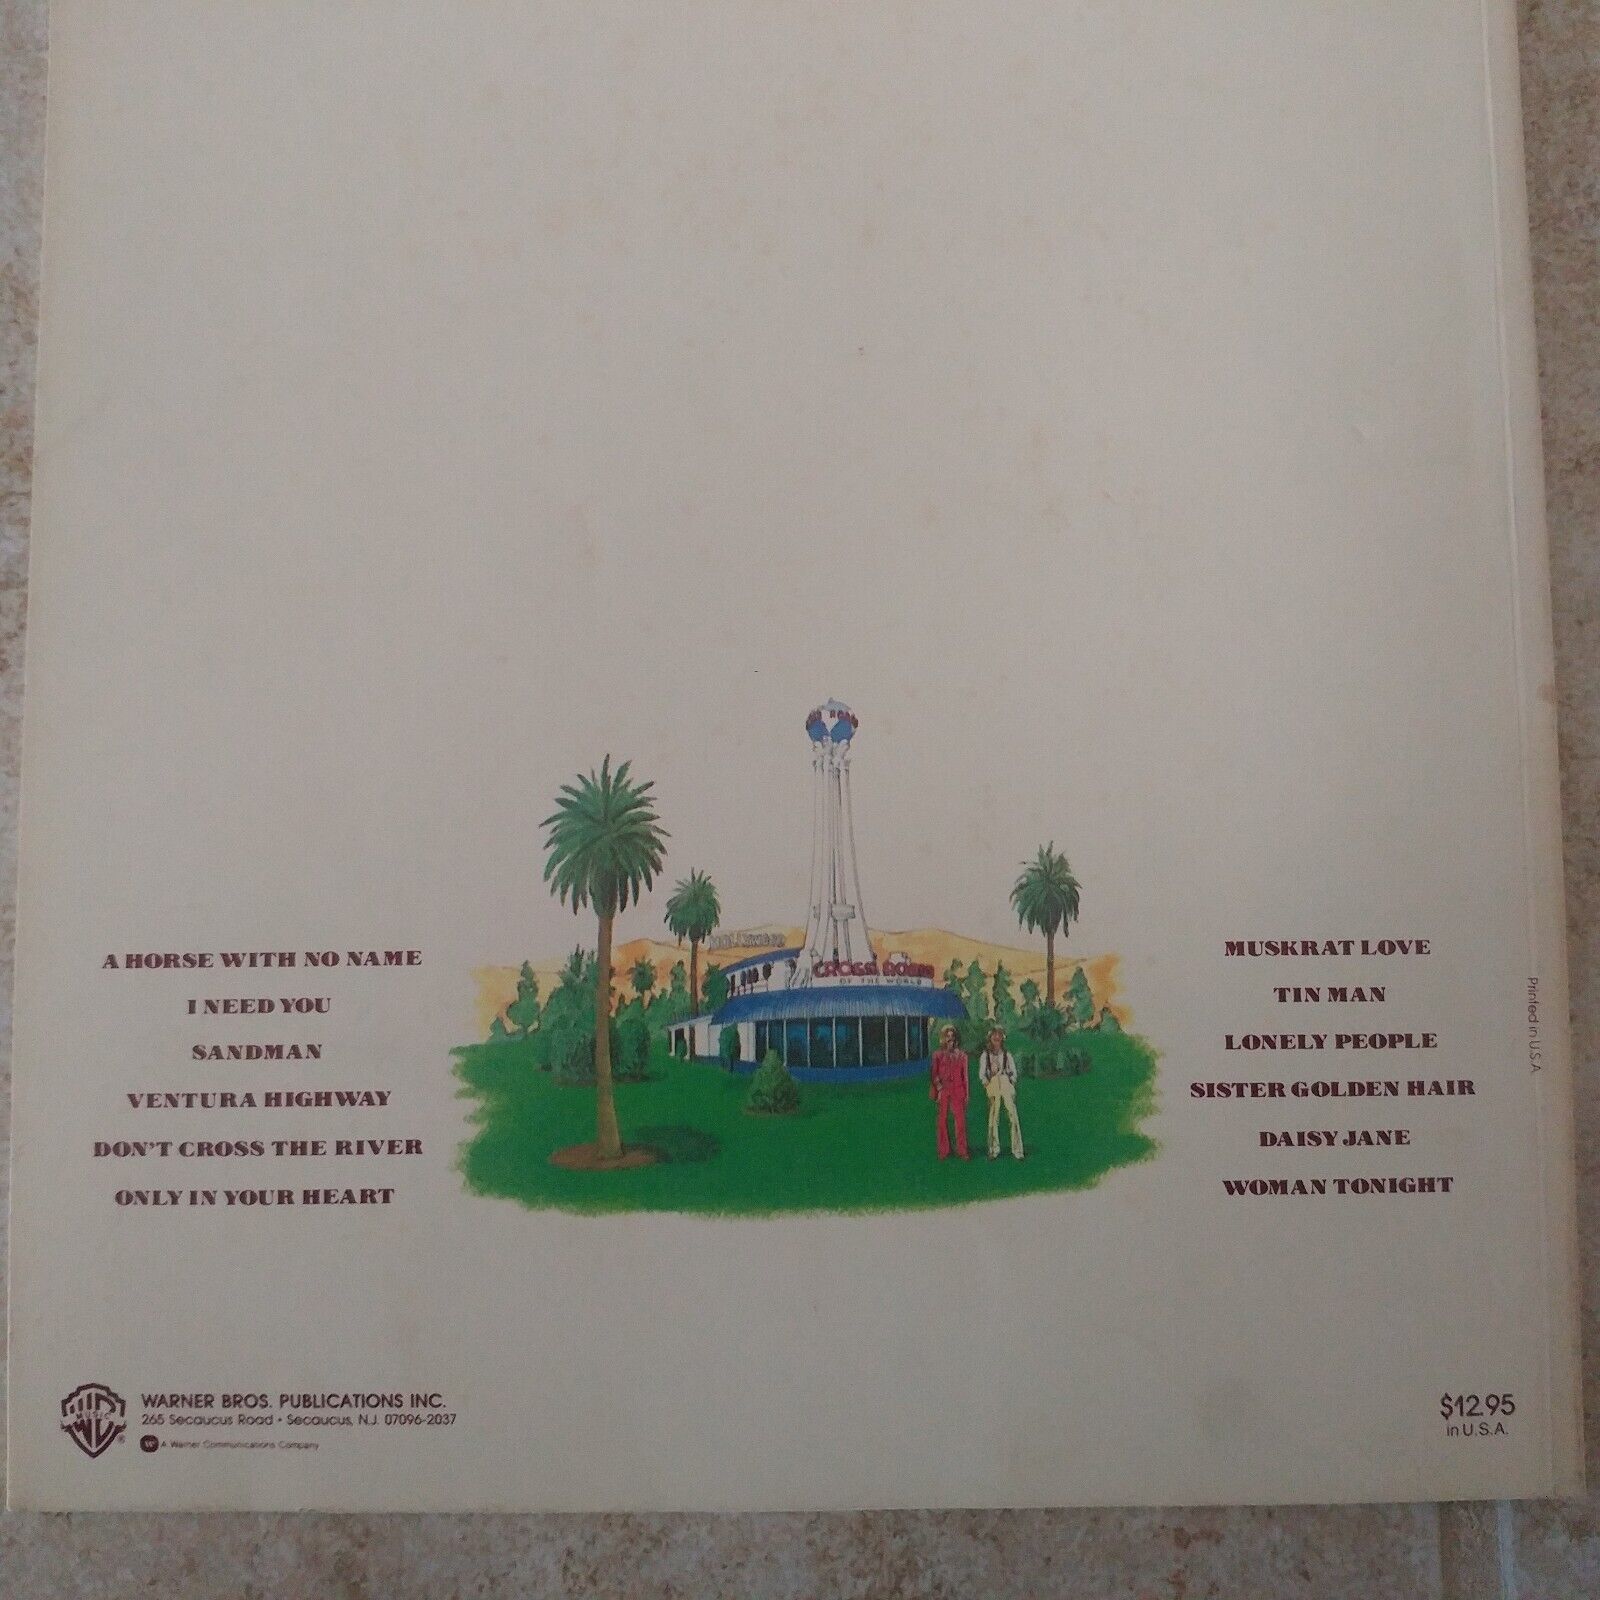 HOLLYWOOD
CROSS ROADS
OF THE WORLD
A HORSE WITH NO NAME
I NEED YOU
SANDMAN
VENTURA HIGHWAY
DON'T CROSS THE RIVER
ONLY IN YOUR HEART
MUSKRAT LOVE
TIN MAN
LONELY PEOPLE
SISTER GOLDEN HAIR
DAISY JANE
WOMAN TONIGHT
Printed in U.S.A.
MUSIC
®
WARNER BROS. PUBLICATIONS INC.
265 Secaucus Road • Secaucus, N.J. 07096-2037
A Warner Communications Company
$12.95
in U.S.A.